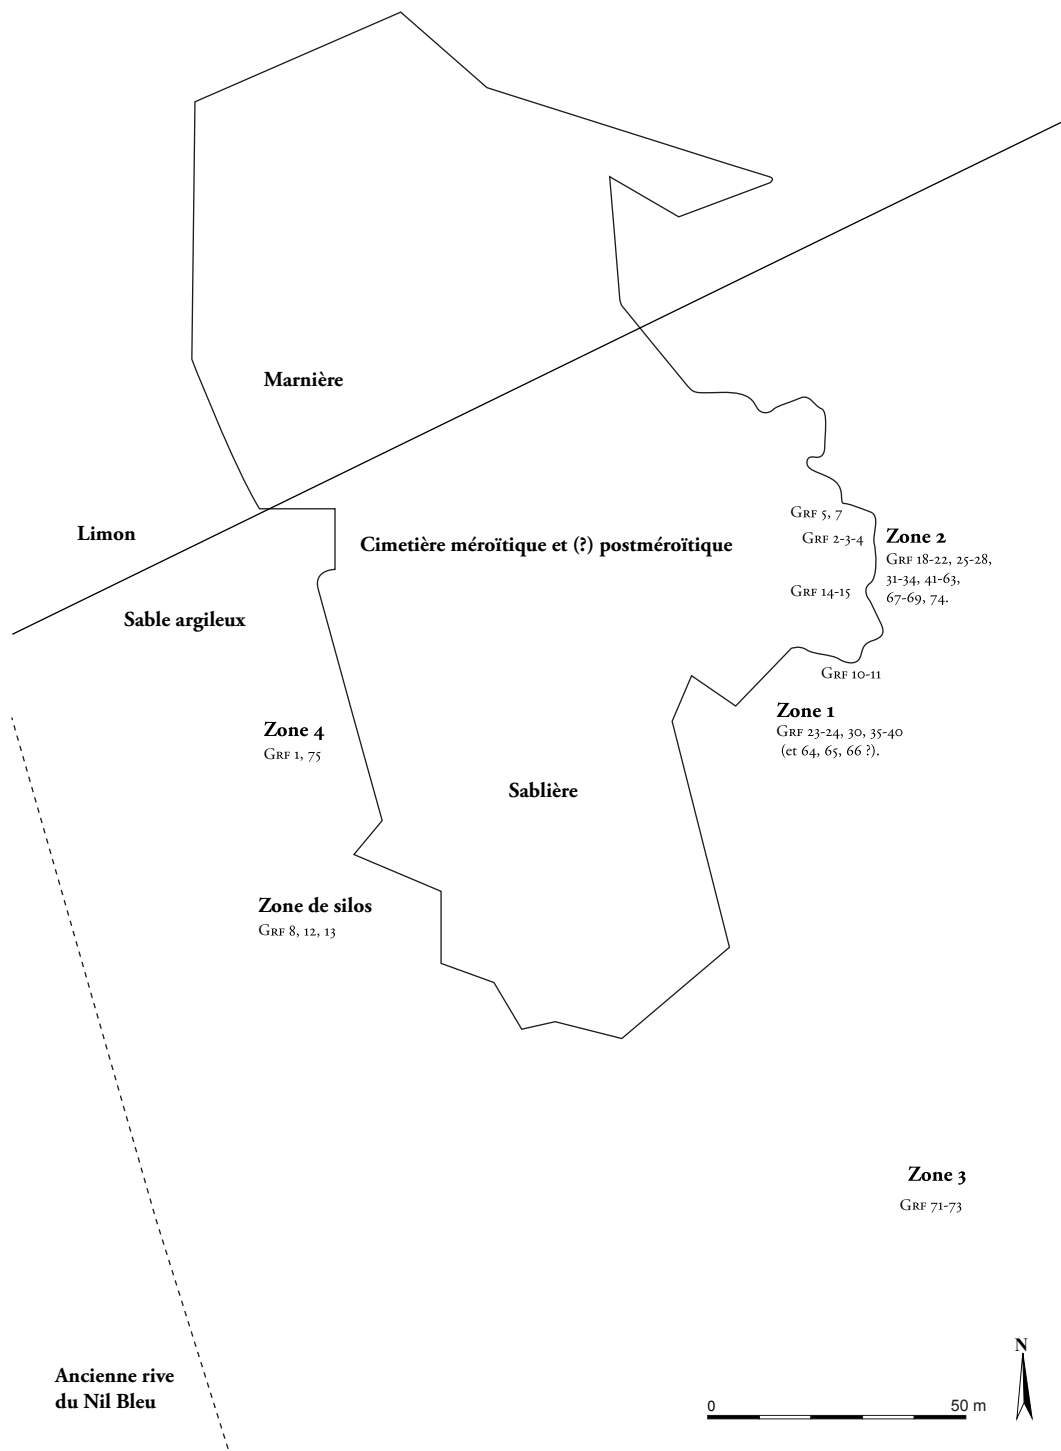 Marnière
Limon
Cimetière méroïtique et (?) postméroïtique
Grf 5, 7
Grf 2-3-4
Grf 14-15
Zone 2
Grf 18-22, 25-28,
31-34, 41-63,
67-69, 74.
Sable argileux
Grf 10-11
Zone 1
Grf 23-24, 30, 35-40
(et 64, 65, 66 ?).
Zone 4
Grf 1, 75
Sablière
Zone de silos
Grf 8, 12, 13
Zone 3
Grf 71-73
Ancienne rive
du Nil Bleu
N
0 50 m